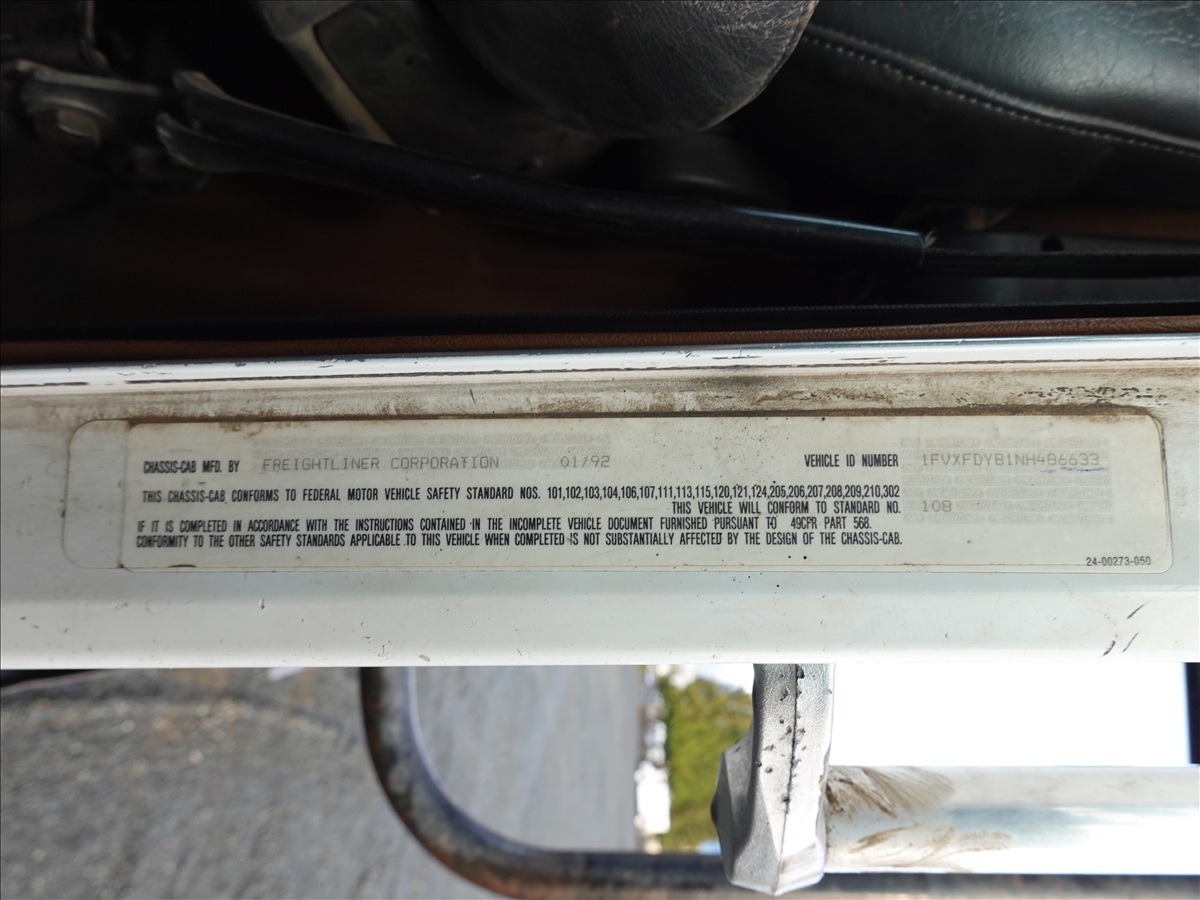 CHASSIS-CAB MFD. BY FREIGHTLINER CORPORATION 01/92 VEHICLE ID NUMBER 1FVXFDYB1NH486633
THIS CHASSIS-CAB CONFORMS TO FEDERAL MOTOR VEHICLE SAFETY STANDARD NOS. 101,102,103,104,106,107,111,113,115,120,121,124,205,206,207,208,209,210,302
THIS VEHICLE WILL CONFORM TO STANDARD NO. 108
IF IT IS COMPLETED IN ACCORDANCE WITH THE INSTRUCTIONS CONTAINED IN THE INCOMPLETE VEHICLE DOCUMENT FURNISHED PURSUANT TO 49CFR PART 568.
CONFORMITY TO THE OTHER SAFETY STANDARDS APPLICABLE TO THIS VEHICLE WHEN COMPLETED IS NOT SUBSTANTIALLY AFFECTED BY THE DESIGN OF THE CHASSIS-CAB.
24-00273-050